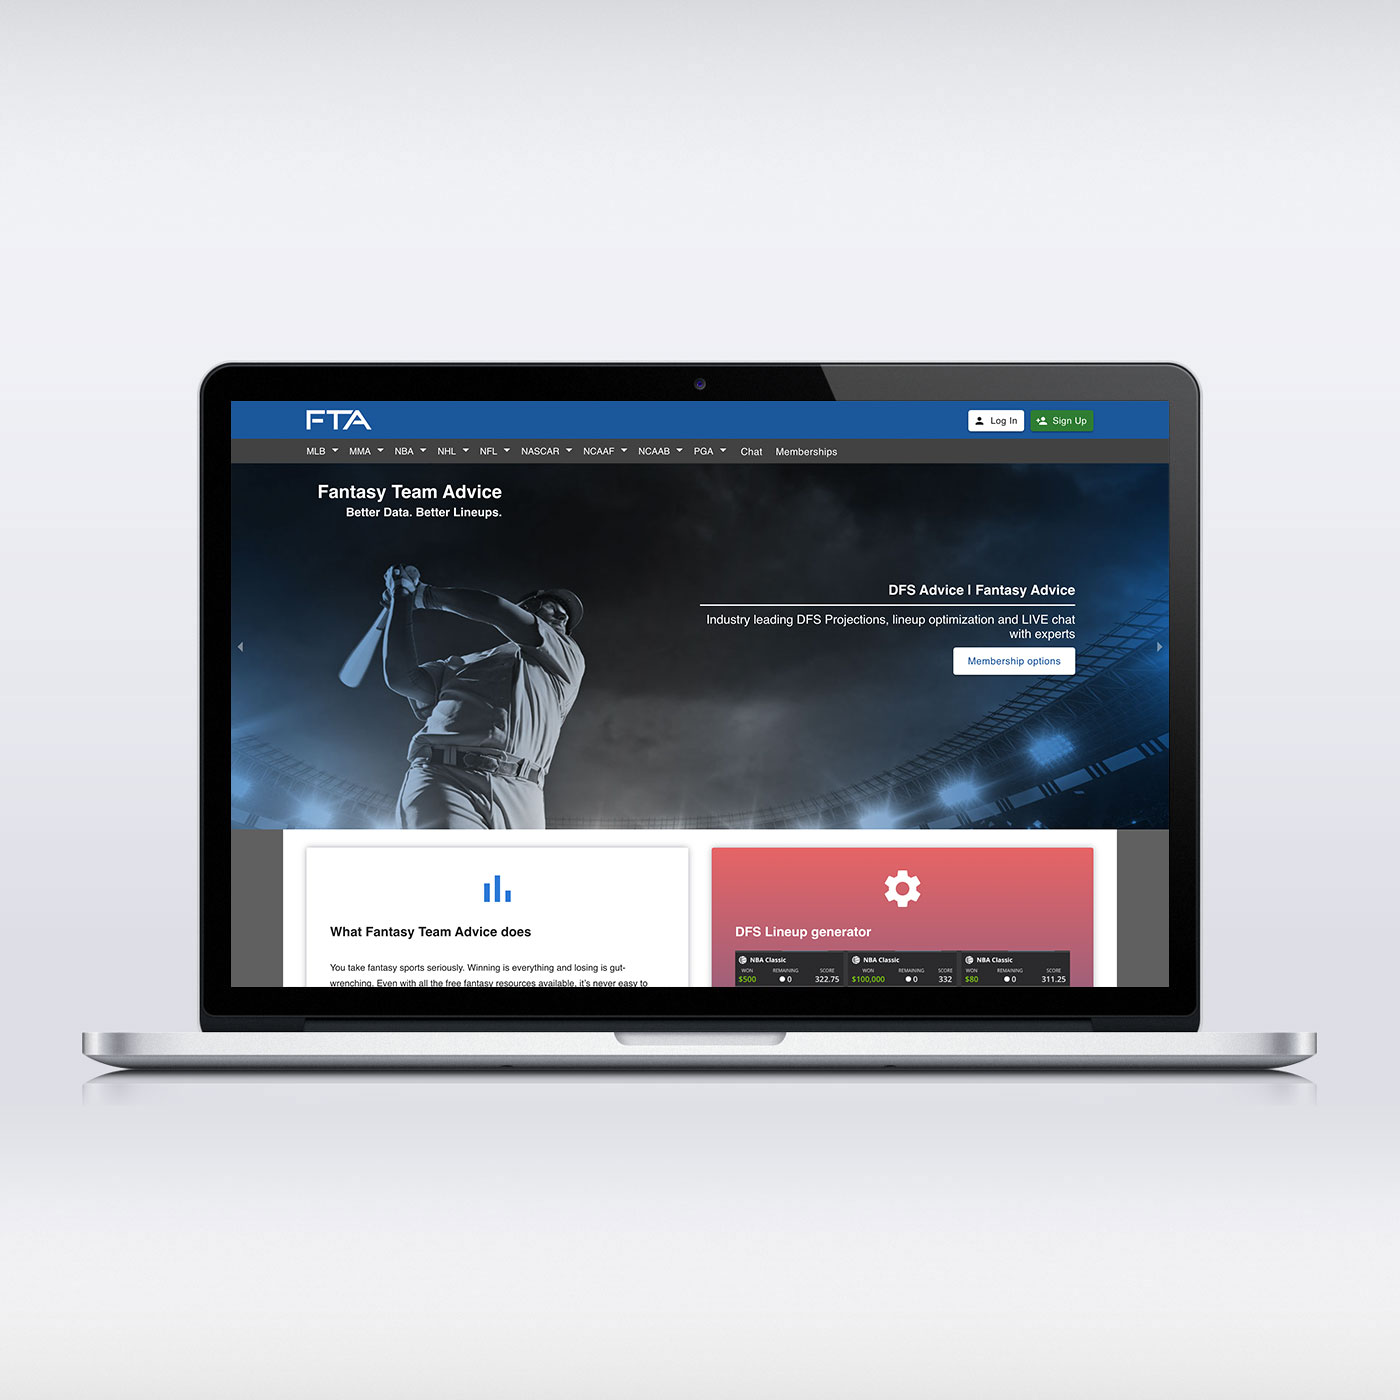 FTA
Log In
Sign Up
MLB MMA NBA NHL NFL NASCAR NCAAF NCAAB PGA Chat Memberships
Fantasy Team Advice
Better Data. Better Lineups.
DFS Advice | Fantasy Advice
Industry leading DFS Projections, lineup optimization and LIVE chat
with experts
Membership options
What Fantasy Team Advice does
You take fantasy sports seriously. Winning is everything and losing is gut-
wrenching. Even with all the free fantasy resources available, it's never easy to
DFS Lineup generator
NBA Classic
WON REMAINING SCORE
$500 0 322.75
NBA Classic
WON REMAINING SCORE
$100,000 0 332
NBA Classic
WON REMAINING SCORE
$80 0 311.25